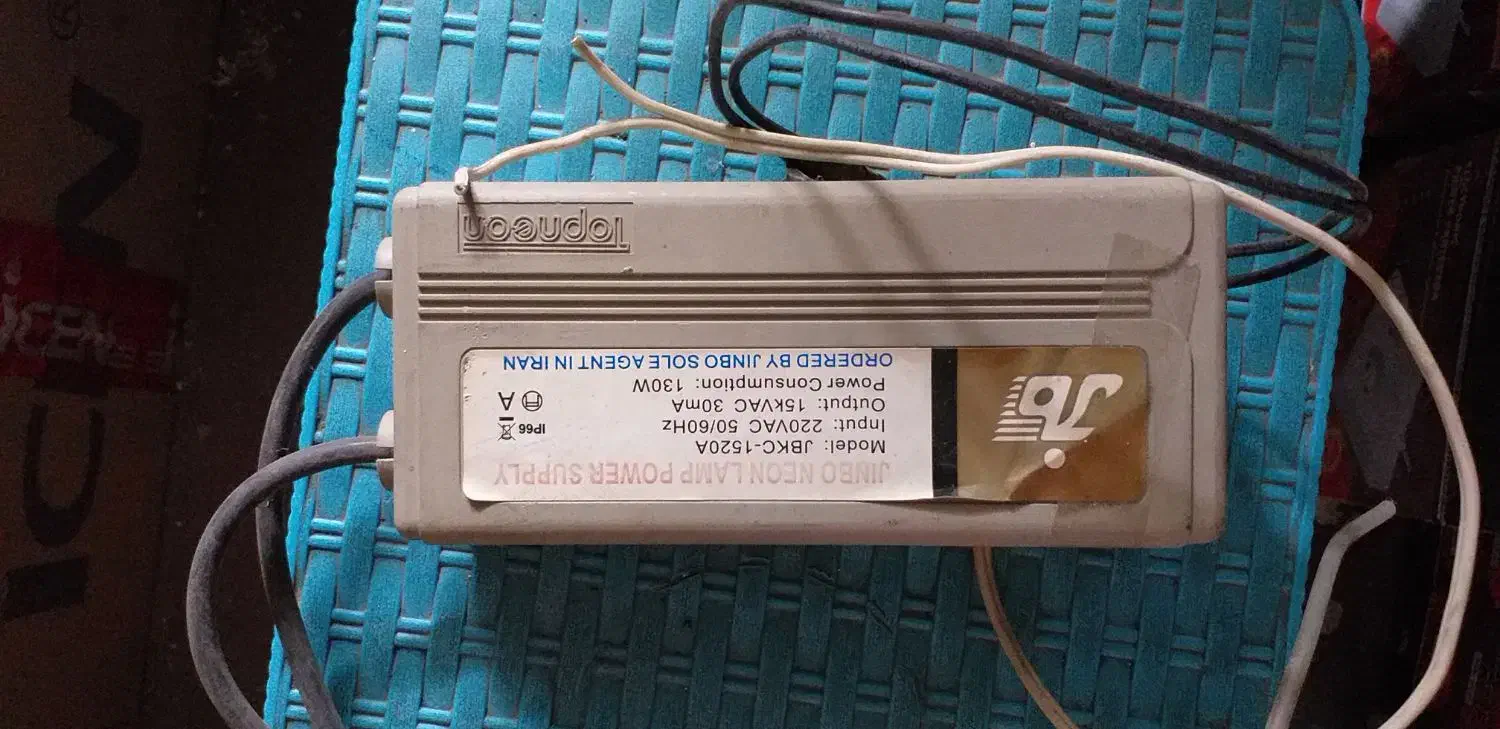 Topneon
Jb
JINBO NEON LAMP POWER SUPPLY
Model: JBKC-1520A
Input: 220VAC 50/60Hz
Output: 15kVAC 30mA
Power Consumption: 130W
ORDERED BY JINBO SOLE AGENT IN IRAN
IP66
A